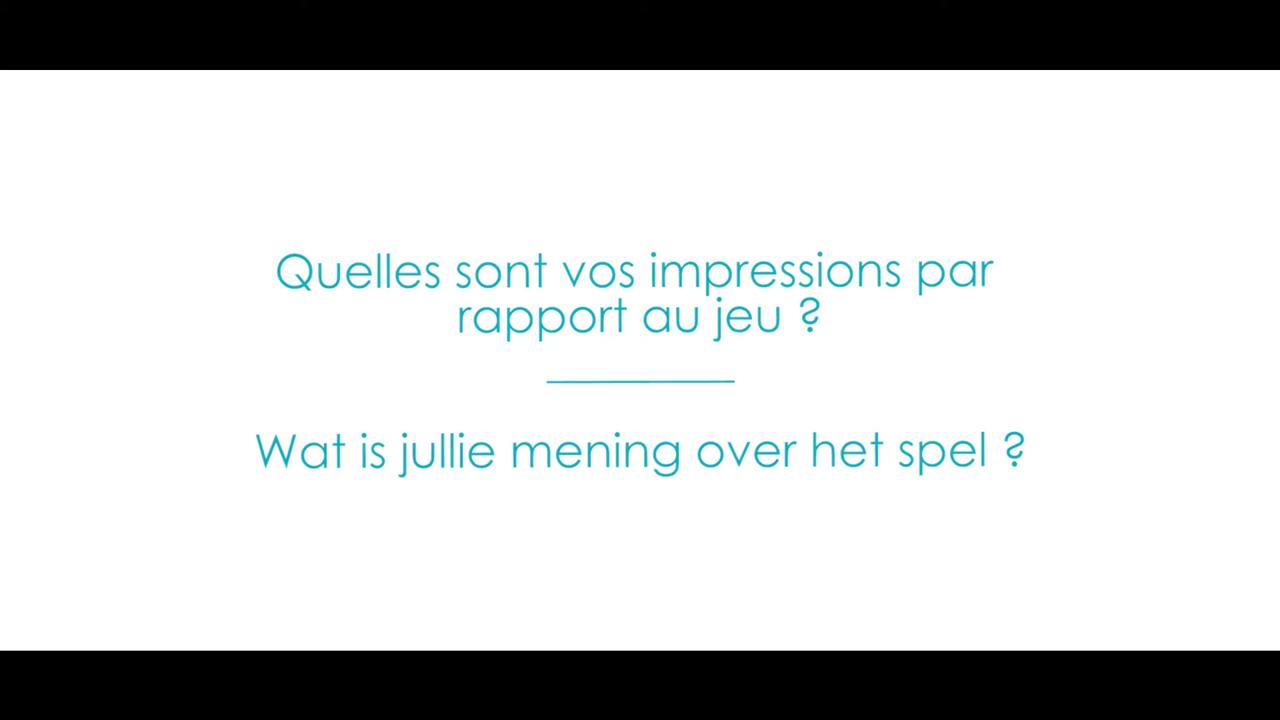 Quelles sont vos impressions par
rapport au jeu ?
Wat is jullie mening over het spel ?